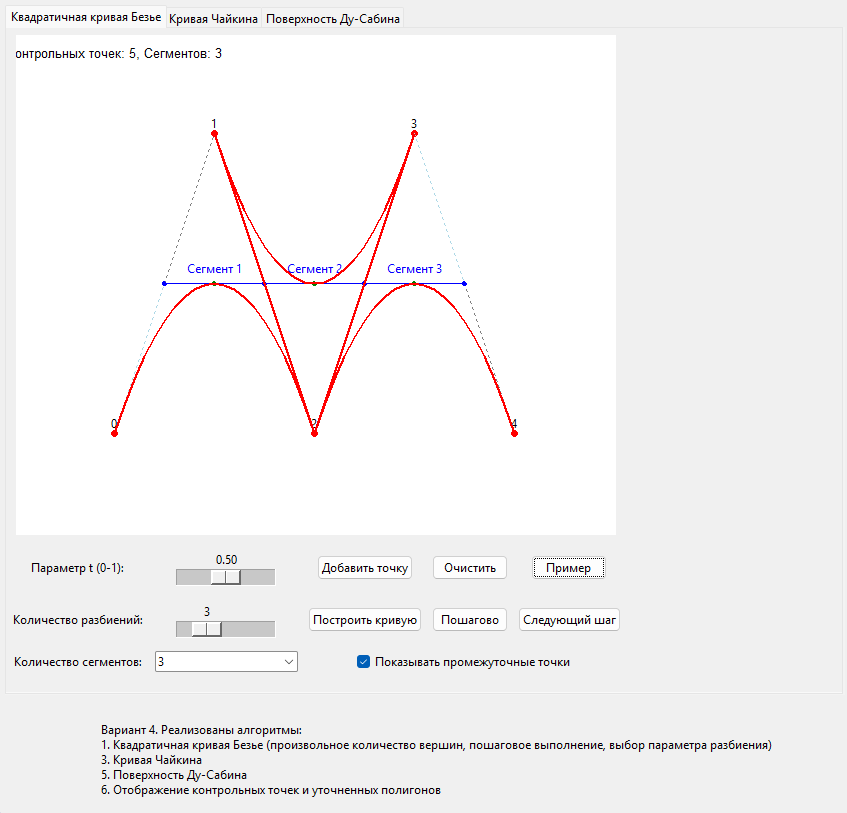 Квадратичная кривая Безье Кривая Чайкина Поверхность Ду-Сабина
онтрольных точек: 5, Сегментов: 3
1 3
Сегмент 1 Сегмент 2 Сегмент 3
0 2 4
0.50
Параметр t (0-1): Добавить точку Очистить Пример
3
Количество разбиений: Построить кривую Пошагово Следующий шаг
Количество сегментов: 3 Показывать промежуточные точки
Вариант 4. Реализованы алгоритмы:
1. Квадратичная кривая Безье (произвольное количество вершин, пошаговое выполнение, выбор параметра разбиения)
3. Кривая Чайкина
5. Поверхность Ду-Сабина
6. Отображение контрольных точек и уточненных полигонов